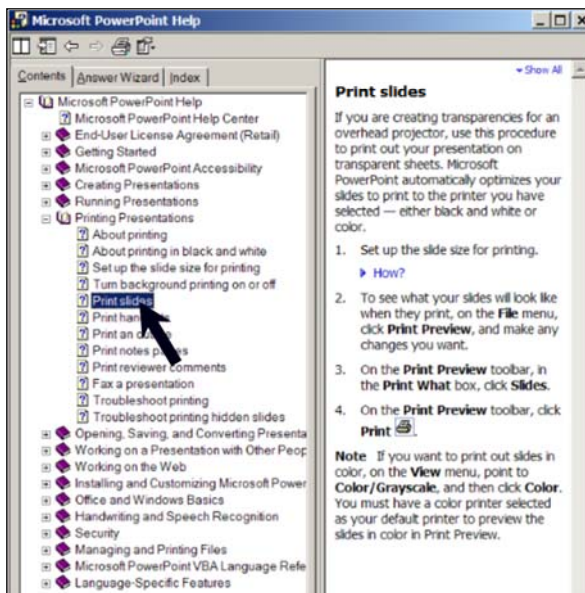 Microsoft PowerPoint Help
Contents
Answer Wizard
Index
Microsoft PowerPoint Help
Microsoft PowerPoint Help Center
End-User License Agreement (Retail)
Getting Started
Microsoft PowerPoint Accessibility
Creating Presentations
Running Presentations
Printing Presentations
About printing
About printing in black and white
Set up the slide size for printing
Turn background printing on or off
Print slides
Print
Print an
Print notes
Print reviewer comments
Fax a presentation
Troubleshoot printing
Troubleshoot printing hidden slides
Opening, Saving, and Converting Presenta
Working on a Presentation with Other Peop
Working on the Web
Installing and Customizing Microsoft Power
Office and Windows Basics
Handwriting and Speech Recognition
Security
Managing and Printing Files
Microsoft PowerPoint VBA Language Refe
Language-Specific Features
Show All
Print slides
If you are creating transparencies for an
overhead projector, use this procedure
to print out your presentation on
transparent sheets. Microsoft
PowerPoint automatically optimizes your
slides to print to the printer you have
selected — either black and white or
color.
1. Set up the slide size for printing.
How?
2. To see what your slides will look like
when they print, on the File menu,
click Print Preview, and make any
changes you want.
3. On the Print Preview toolbar, in
the Print What box, click Slides.
4. On the Print Preview toolbar, click
Print .
Note If you want to print out slides in
color, on the View menu, point to
Color/Grayscale, and then click Color.
You must have a color printer selected
as your default printer to preview the
slides in color in Print Preview.